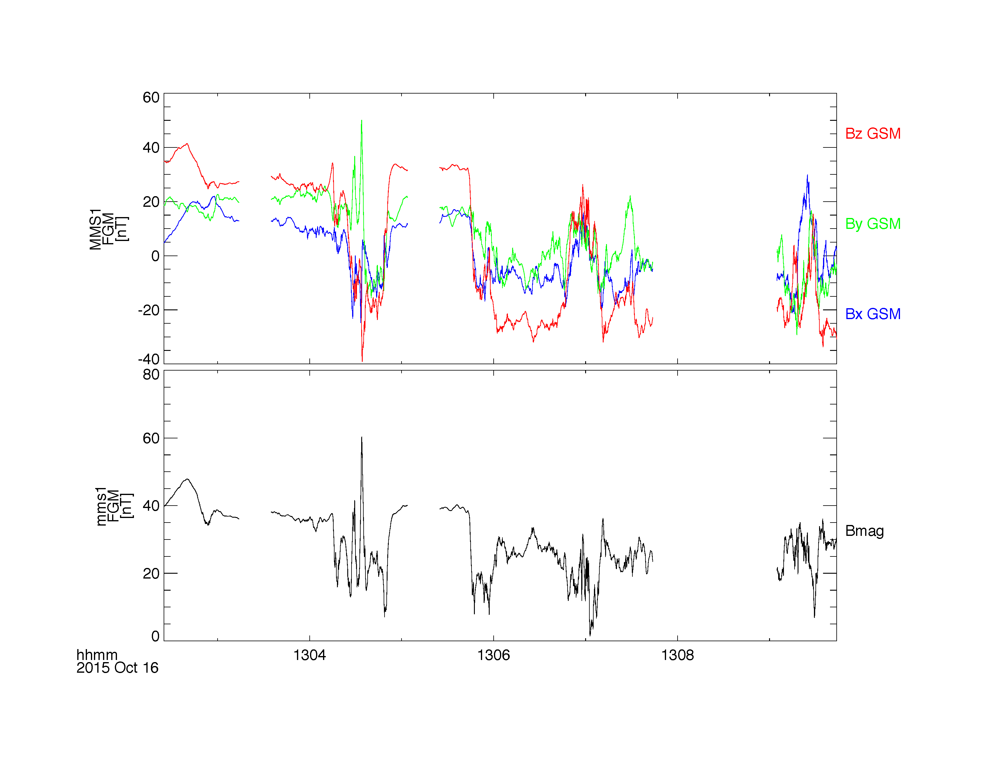 60
40
20
0
-20
-40
MMS1
FGM
[nT]
Bz GSM
By GSM
Bx GSM
80
60
40
20
0
mms1
FGM
[nT]
Bmag
1304
1306
1308
hhmm
2015 Oct 16